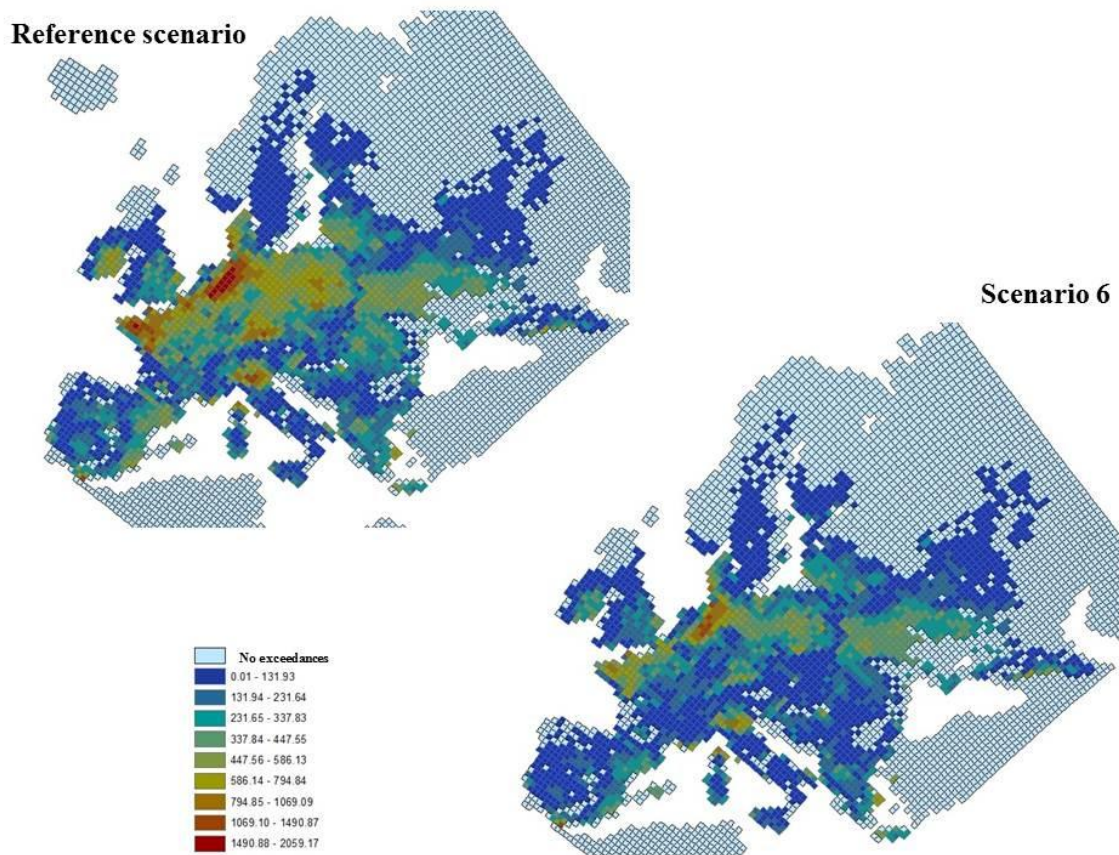 Reference scenario
Scenario 6
No exceedances
0.01 - 131.93
131.94 - 231.64
231.65 - 337.83
337.84 - 447.55
447.56 - 586.13
586.14 - 794.84
794.85 - 1069.09
1069.10 - 1490.87
1490.88 - 2059.17